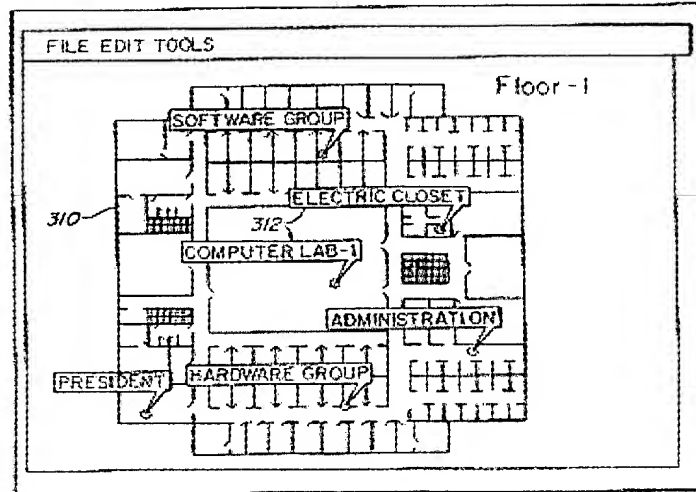 FILE EDIT TOOLS
Floor-1
SOFTWARE GROUP
ELECTRIC CLOSET
310
312
COMPUTER LAB-1
ADMINISTRATION
HARDWARE GROUP
PRESIDENT